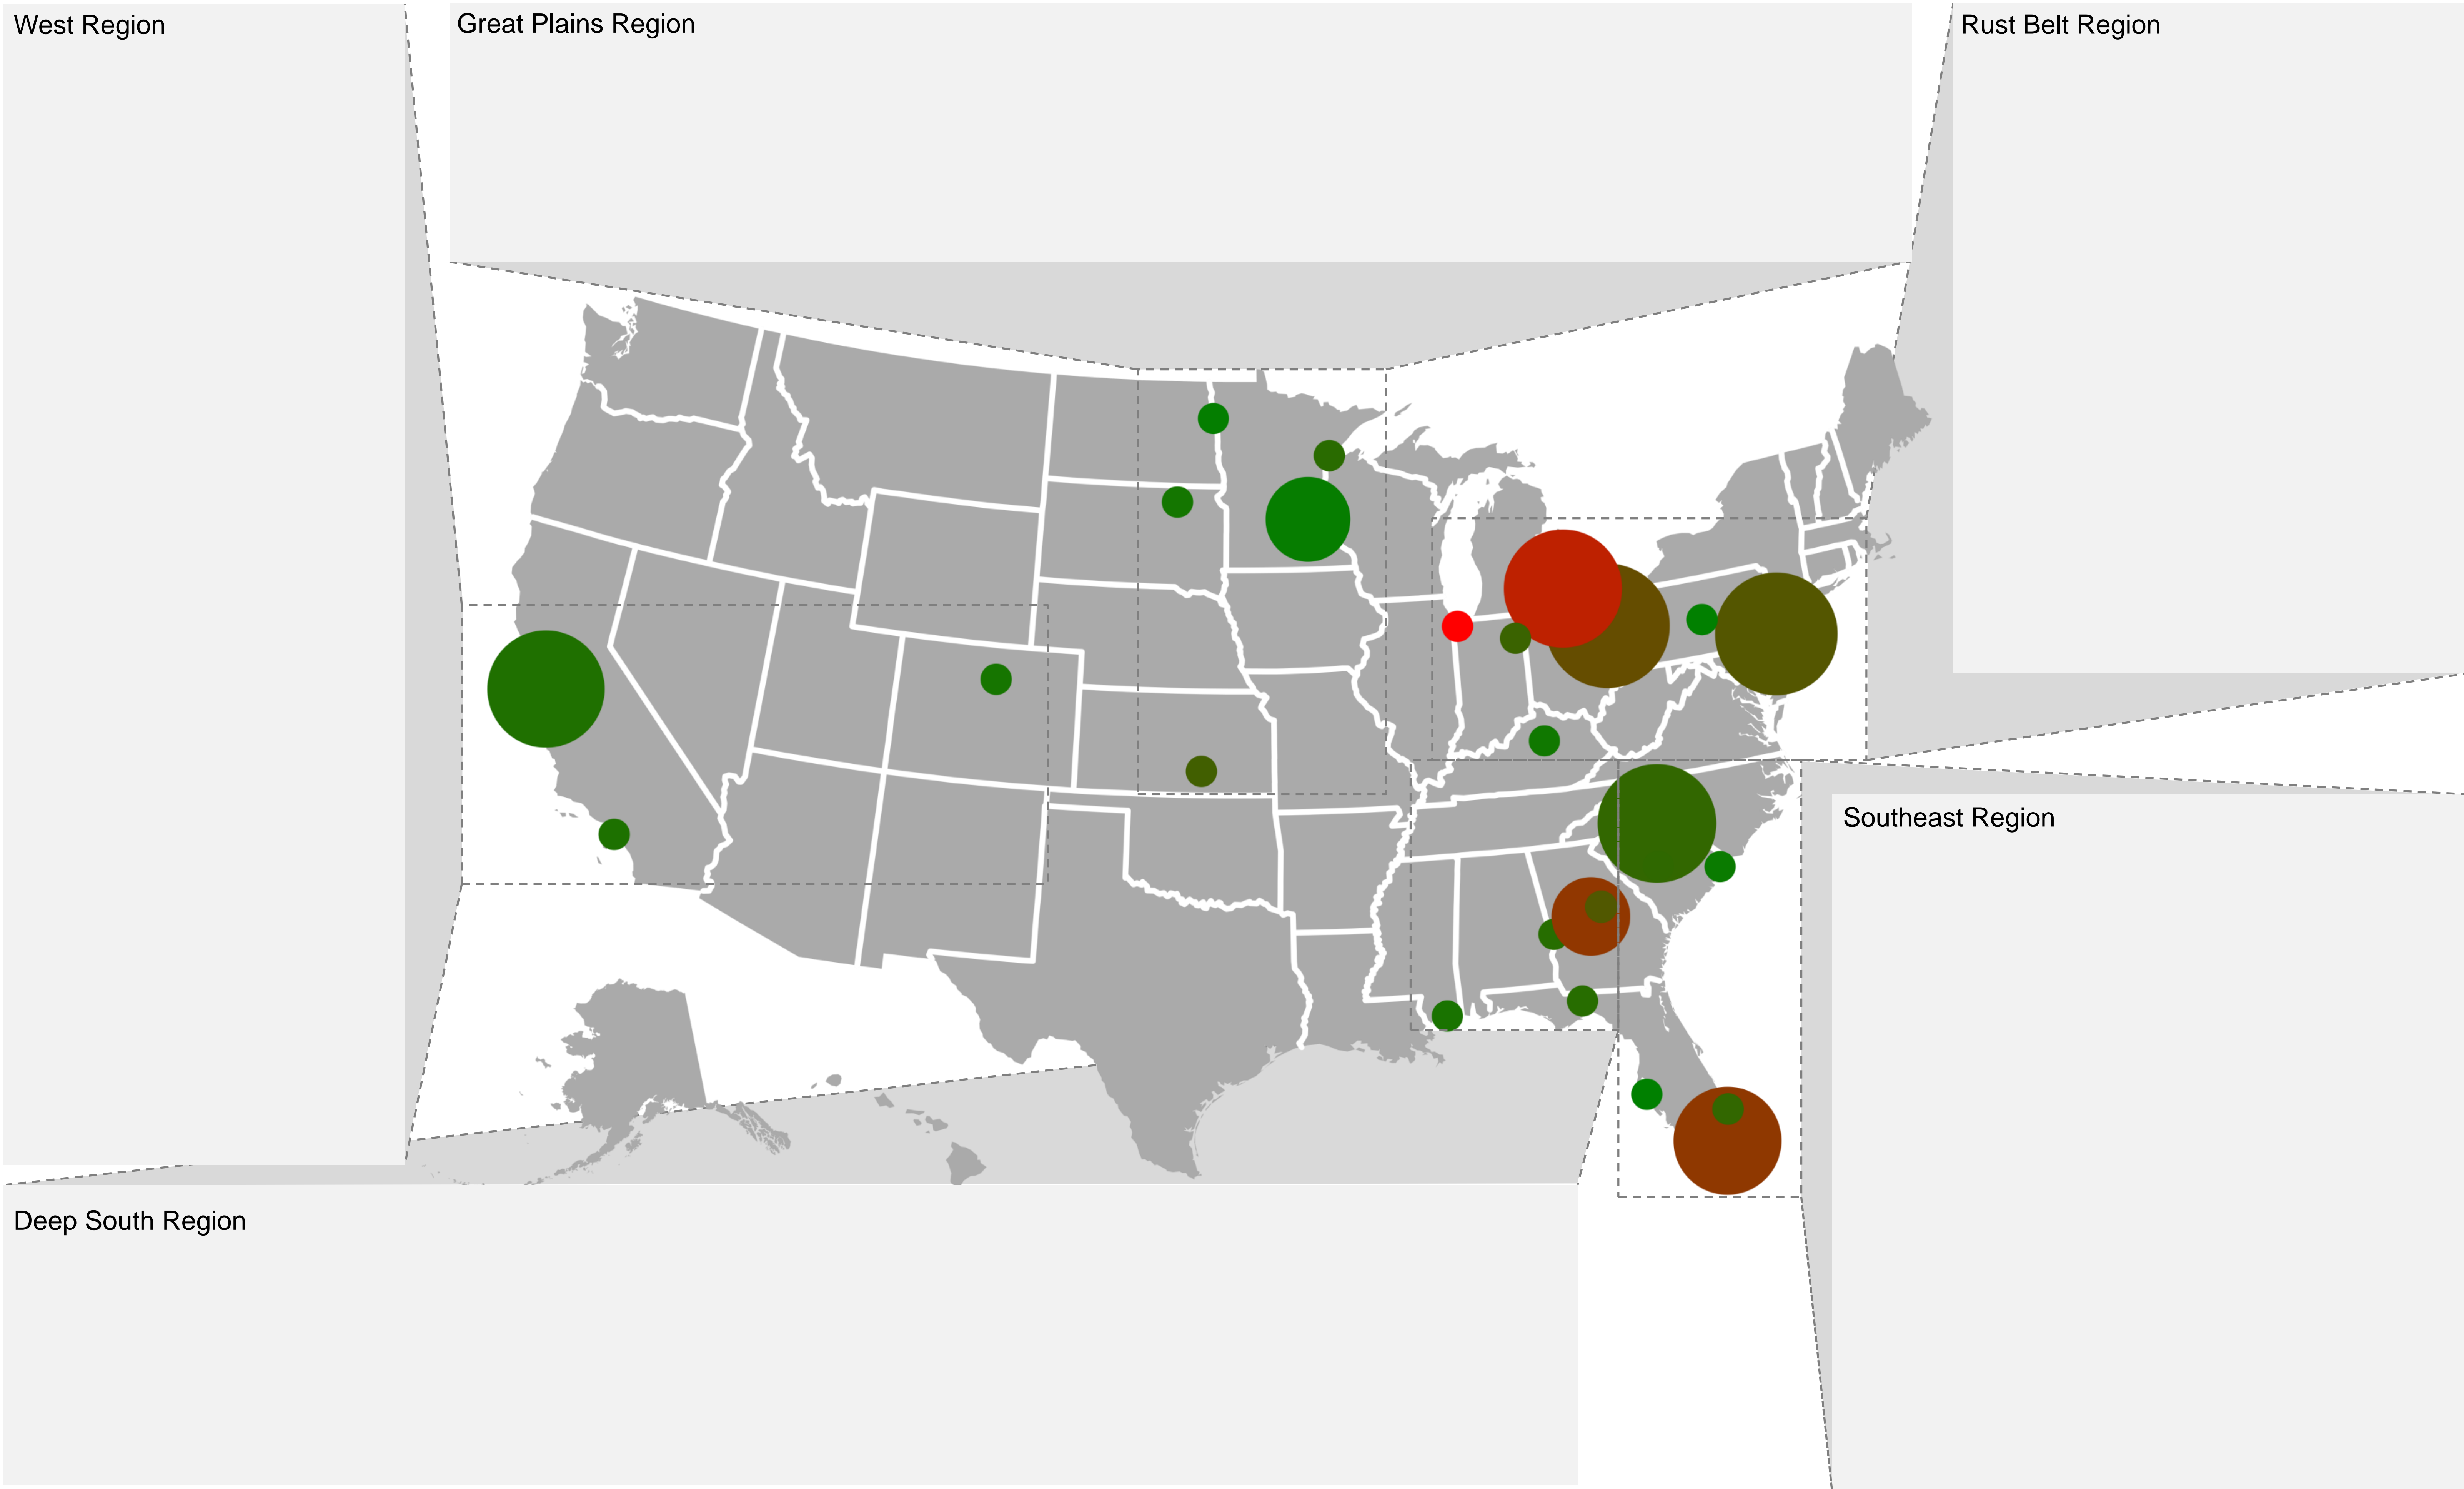 West Region
Great Plains Region
Rust Belt Region
Southeast Region
Deep South Region